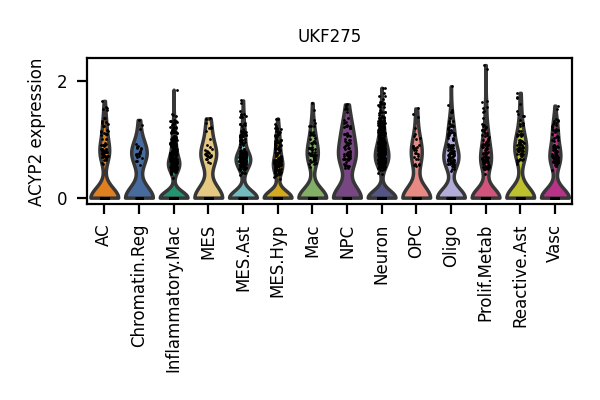 UKF275
ACYP2 expression
2
0
AC
Chromatin.Reg
Inflammatory.Mac
MES
MES.Ast
MES.Hyp
Mac
NPC
Neuron
OPC
Oligo
Prolif.Metab
Reactive.Ast
Vasc